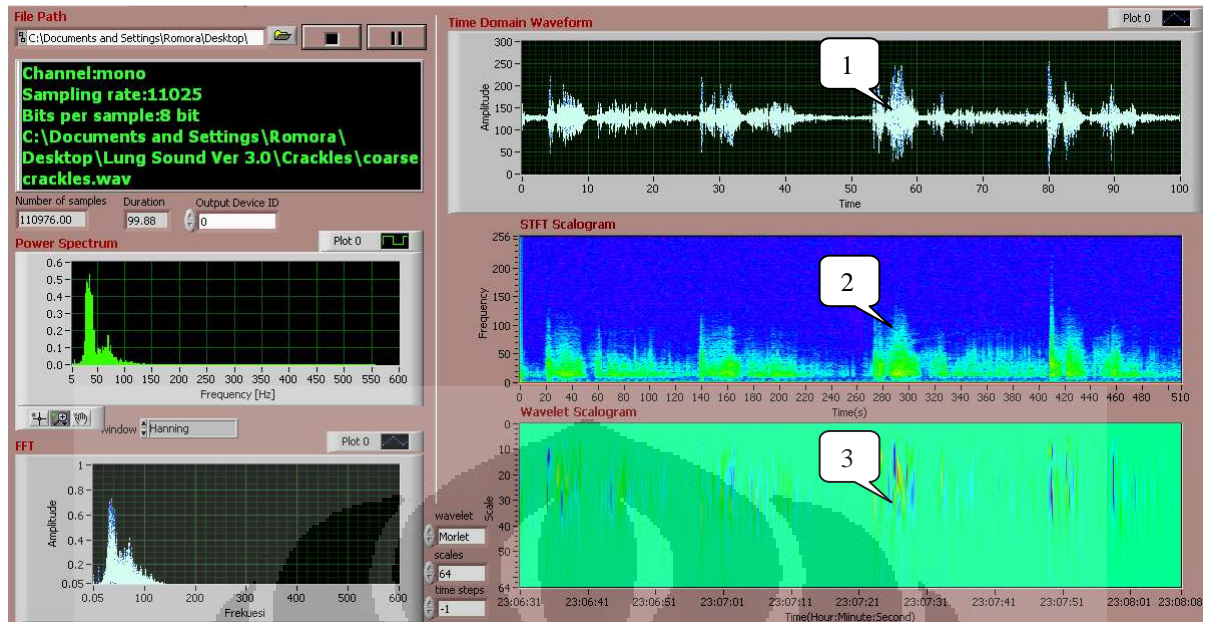 File Path
C:\Documents and Settings\Romora\Desktop\
Channel:mono
Sampling rate:11025
Bits per sample:8 bit
C:\Documents and Settings\Romora\
Desktop\Lung Sound Ver 3.0\Crackles\coarse
crackles.wav
Number of samples Duration Output Device ID
110976.00 99.88 0
Power Spectrum Plot 0
0.6
0.5
0.4
0.3
0.2
0.1
0.0
5 50 100 150 200 250 300 350 400 450 500 550 600
Frequency [Hz]
window Hanning
FFT Plot 0
1
0.8
0.6
0.4
0.2
0.05
Amplitude
0.05 100 200 300 400 500 600
Frekuesi
wavelet
Morlet
scales
64
time steps
-1
Time Domain Waveform Plot 0
300
250
200
150
100
50
0
Amplitude
1
0 10 20 30 40 50 60 70 80 90 100
Time
STFT Scalogram
256
200
150
100
50
0
Frequency
2
0 20 40 60 80 100 120 140 160 180 200 220 240 260 280 300 320 340 360 380 400 420 440 460 480 510
Time(s)
Wavelet Scalogram
0
10
20
30
40
50
64
Scale
3
23:06:31 23:06:41 23:06:51 23:07:01 23:07:11 23:07:21 23:07:31 23:07:41 23:07:51 23:08:01 23:08:08
Time(Hour:Miinute:Second)